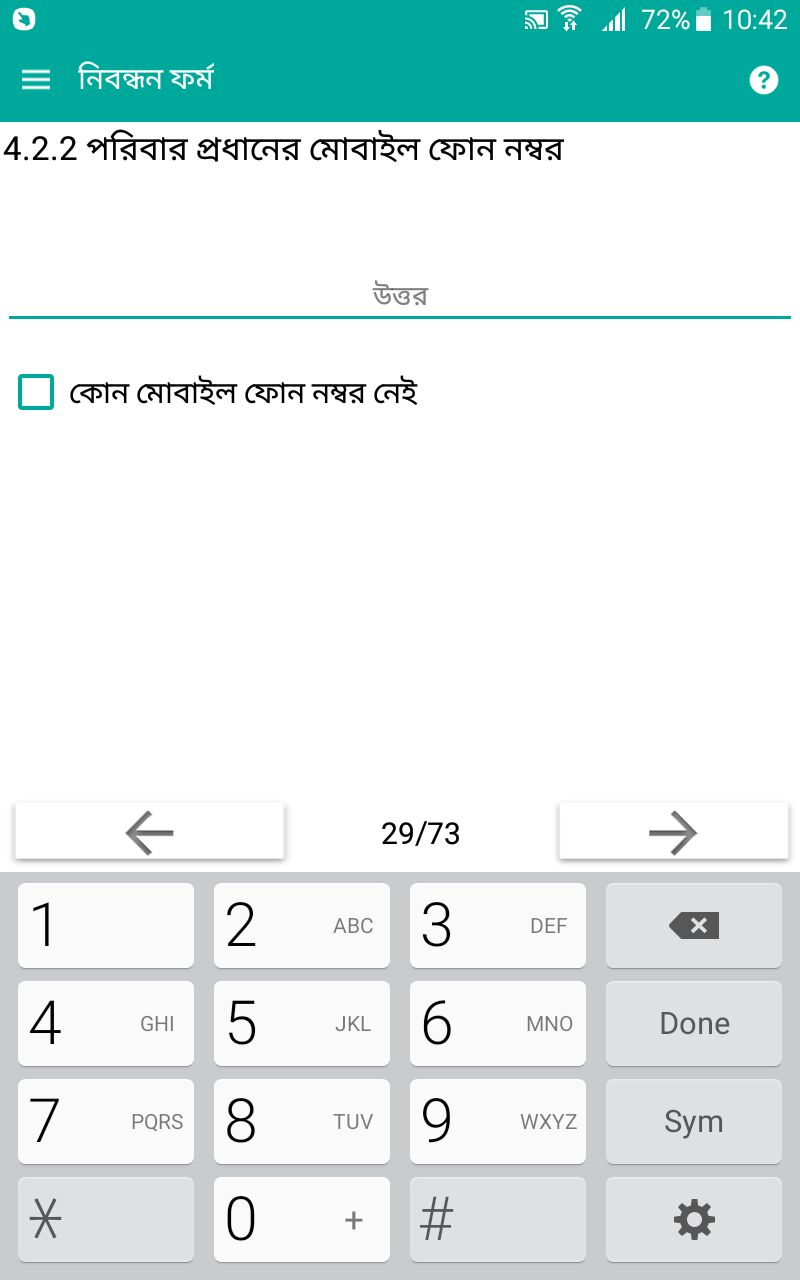 72% 10:42
নিবন্ধন ফর্ম
4.2.2 পরিবার প্রধানের মোবাইল ফোন নম্বর
উত্তর
কোন মোবাইল ফোন নম্বর নেই
29/73
1 2 ABC 3 DEF
4 GHI 5 JKL 6 MNO Done
7 PQRS 8 TUV 9 WXYZ Sym
* 0 + #